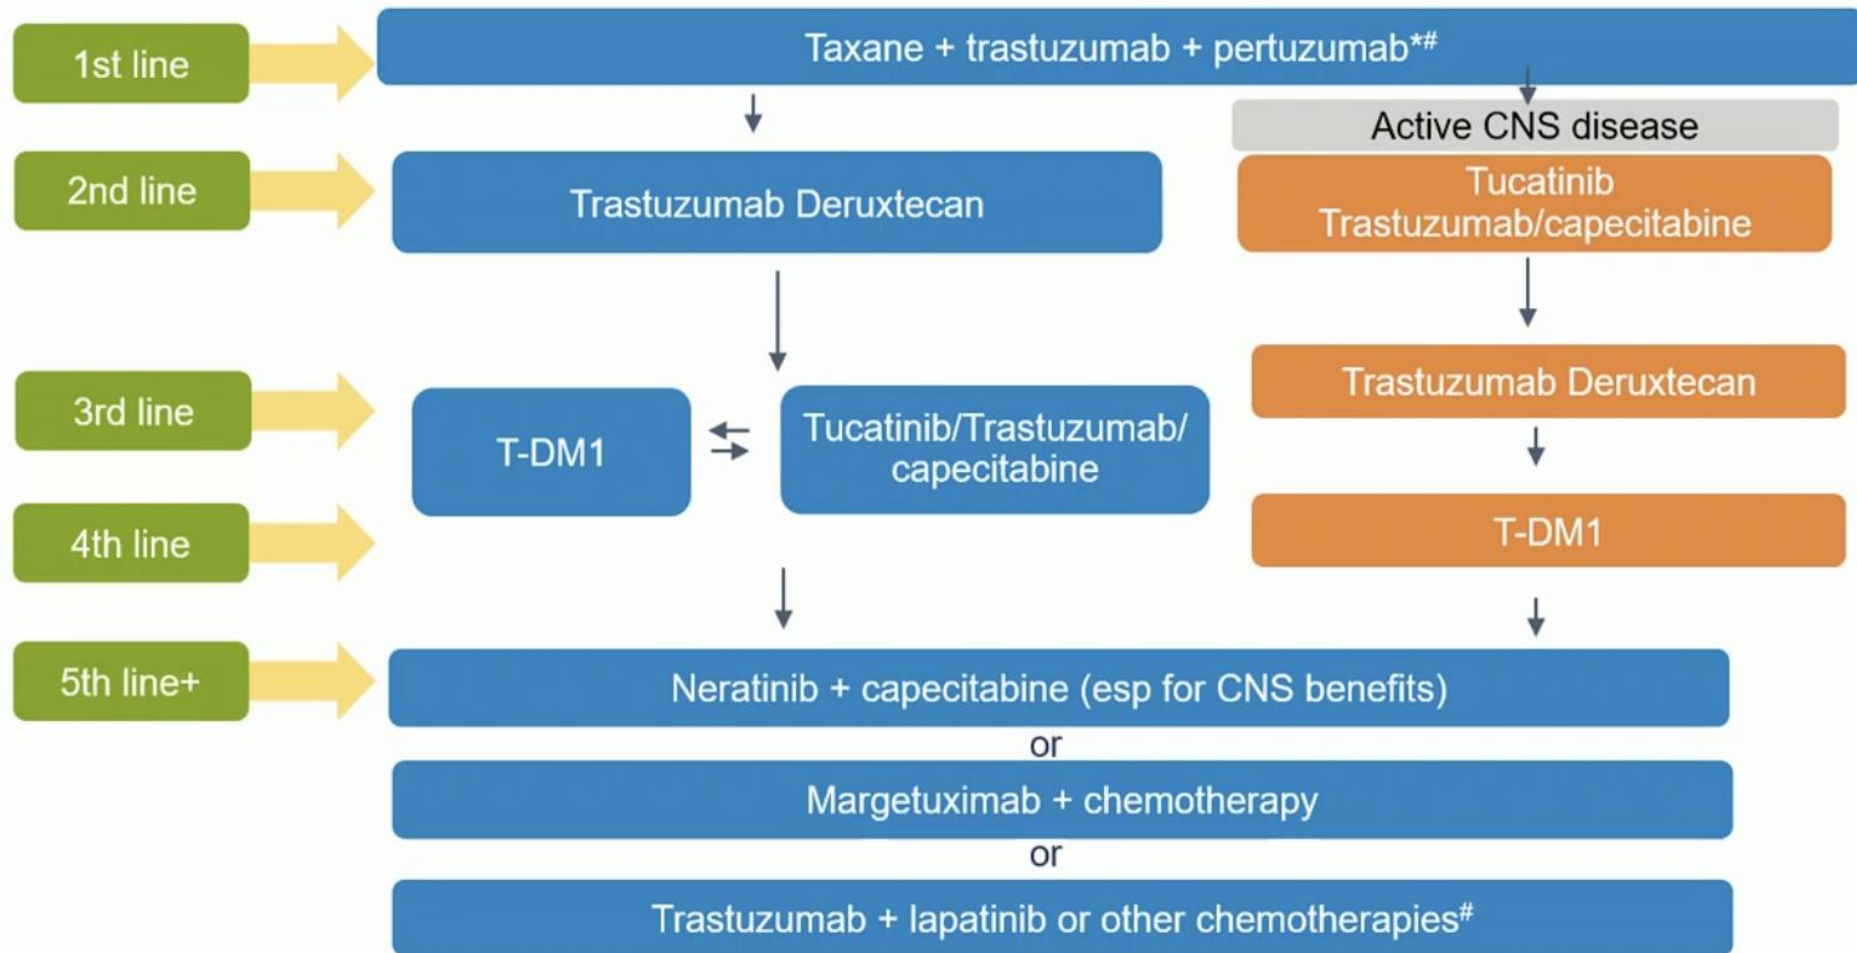 1st line
Taxane + trastuzumab + pertuzumab*#
Active CNS disease
2nd line
Trastuzumab Deruxtecan
Tucatinib
Trastuzumab/capecitabine
3rd line
T-DM1
Tucatinib/Trastuzumab/
capecitabine
Trastuzumab Deruxtecan
4th line
T-DM1
5th line+
Neratinib + capecitabine (esp for CNS benefits)
or
Margetuximab + chemotherapy
or
Trastuzumab + lapatinib or other chemotherapies#